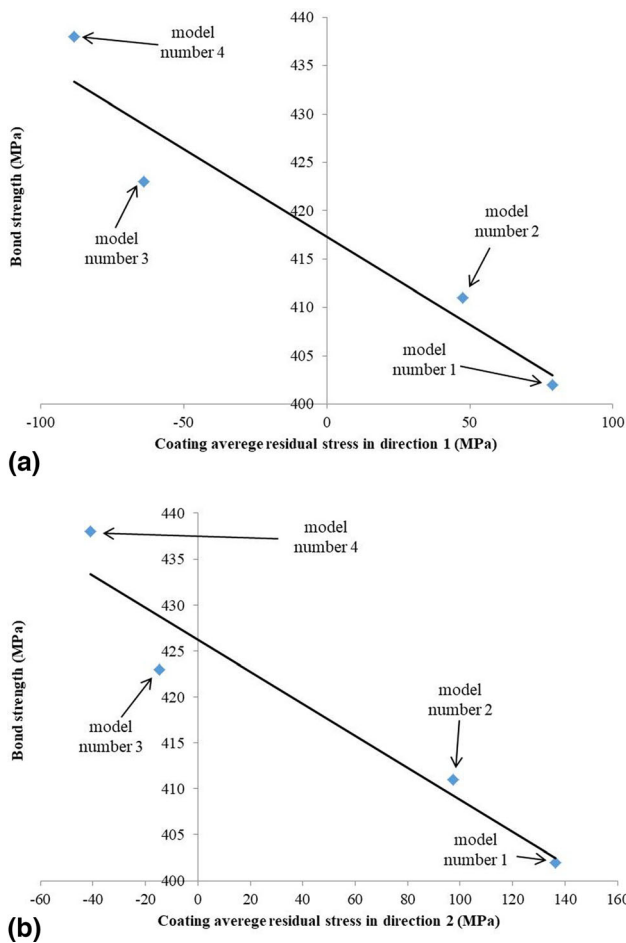 440
435
430
425
420
415
410
405
400
-100
-50
0
50
100
Bond strength (MPa)
Coating averege residual stress in direction 1 (MPa)
model
number 4
model
number 3
model
number 2
model
number 1
(a)
440
435
430
425
420
415
410
405
400
-60
-40
-20
0
20
40
60
80
100
120
140
160
Bond strength (MPa)
Coating averege residual stress in direction 2 (MPa)
model
number 4
model
number 3
model
number 2
model
number 1
(b)